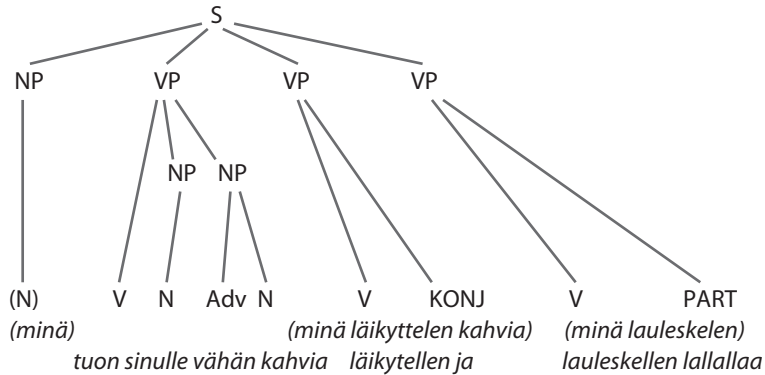 S
NP VP VP VP
NP NP
(N) V N Adv N V KONJ V PART
(minä) (minä läikyttelen kahvia) (minä lauleskelen)
tuon sinulle vähän kahvia läikytellen ja lauleskellen lallallaa